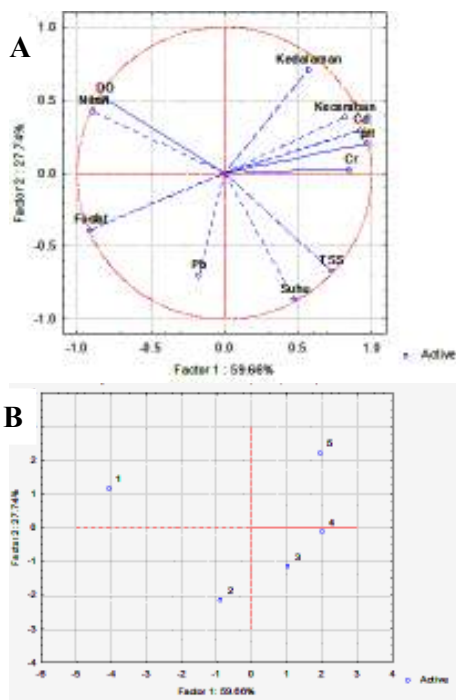 A
1.0
Kedalaman
DO
Nitrat
Kecerahan
0.5
Cd
pH
Cr
0.0
Fosfat
Pb
TSS
Suhu
-0.5
-1.0
-1.0 -0.5 0.0 0.5 1.0
Factor 2 : 27.74%
Factor 1 : 59.66%
Active
B
5
1
4
3
2
2
1
0
-1
-2
-3
-4
-6 -5 -4 -3 -2 -1 0 1 2 3 4
Factor 2: 27.74%
Factor 1: 59.66%
Active